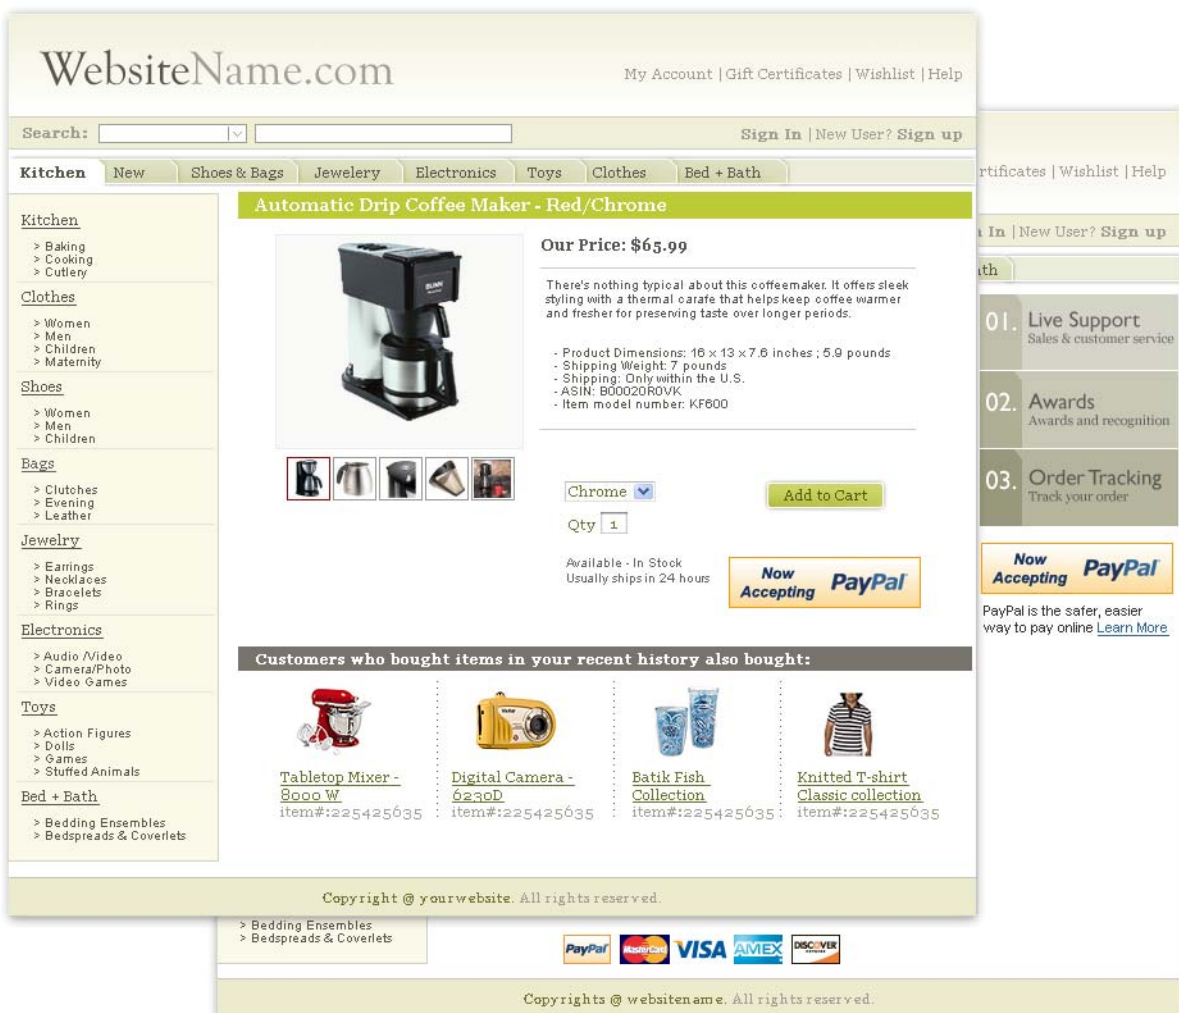 WebsiteName.com
My Account | Gift Certificates | Wishlist | Help
Search:
Sign In | New User? Sign up
Kitchen New Shoes & Bags Jewelery Electronics Toys Clothes Bed + Bath
Kitchen
> Baking
> Cooking
> Cutlery
Clothes
> Women
> Men
> Children
> Maternity
Shoes
> Women
> Men
> Children
Bags
> Clutches
> Evening
> Leather
Jewelry
> Earrings
> Necklaces
> Bracelets
> Rings
Electronics
> Audio /Video
> Camera/Photo
> Video Games
Toys
> Action Figures
> Dolls
> Games
> Stuffed Animals
Bed + Bath
> Bedding Ensembles
> Bedspreads & Coverlets
Automatic Drip Coffee Maker - Red/Chrome
BUNN
Our Price: $65.99
There's nothing typical about this coffeemaker. It offers sleek
styling with a thermal carafe that helps keep coffee warmer
and fresher for preserving taste over longer periods.
- Product Dimensions: 16 x 13 x 7.6 inches ; 5.9 pounds
- Shipping Weight: 7 pounds
- Shipping: Only within the U.S.
- ASIN: B00020R0VK
- Item model number: KF600
Chrome
Add to Cart
Qty 1
Available - In Stock
Usually ships in 24 hours
Now
Accepting
PayPal
Customers who bought items in your recent history also bought:
Tabletop Mixer -
8000 W
item#:225425635
Digital Camera -
6230D
item#:225425635
Batik Fish
Collection
item#:225425635
Knitted T-shirt
Classic collection
item#:225425635
Copyright @ yourwebsite. All rights reserved.
rtificates | Wishlist | Help
In | New User? Sign up
ath
01. Live Support
Sales & customer service
02. Awards
Awards and recognition
03. Order Tracking
Track your order
Now
Accepting
PayPal
PayPal is the safer, easier
way to pay online Learn More
> Bedding Ensembles
> Bedspreads & Coverlets
PayPal MasterCard VISA AMEX DISCOVER
Copyrights @ websitename. All rights reserved.